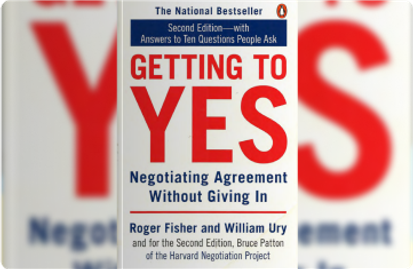 The National Bestseller
Second Edition—with
Answers to Ten Questions People Ask
GETTING TO
YES
Negotiating Agreement
Without Giving In
Roger Fisher and William Ury
and for the Second Edition, Bruce Patton
of the Harvard Negotiation Project